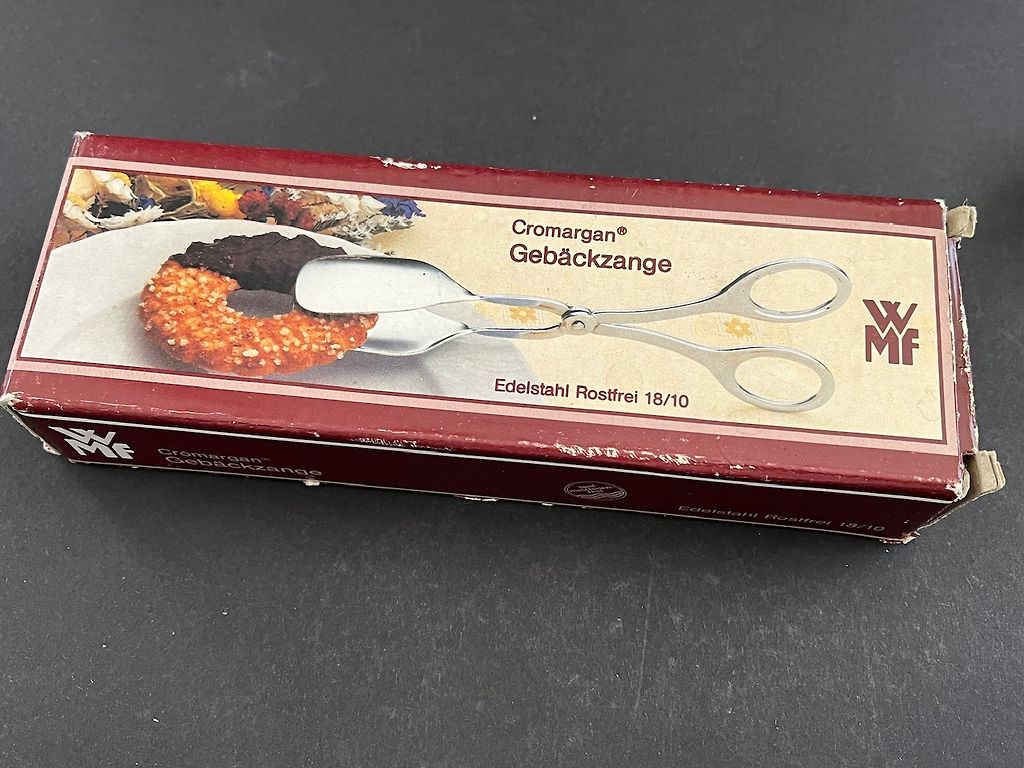 Cromargan®
Gebäckzange
WMF
Edelstahl Rostfrei 18/10
WMF
Cromargan®
Gebäckzange
Edelstahl Rostfrei 18/10